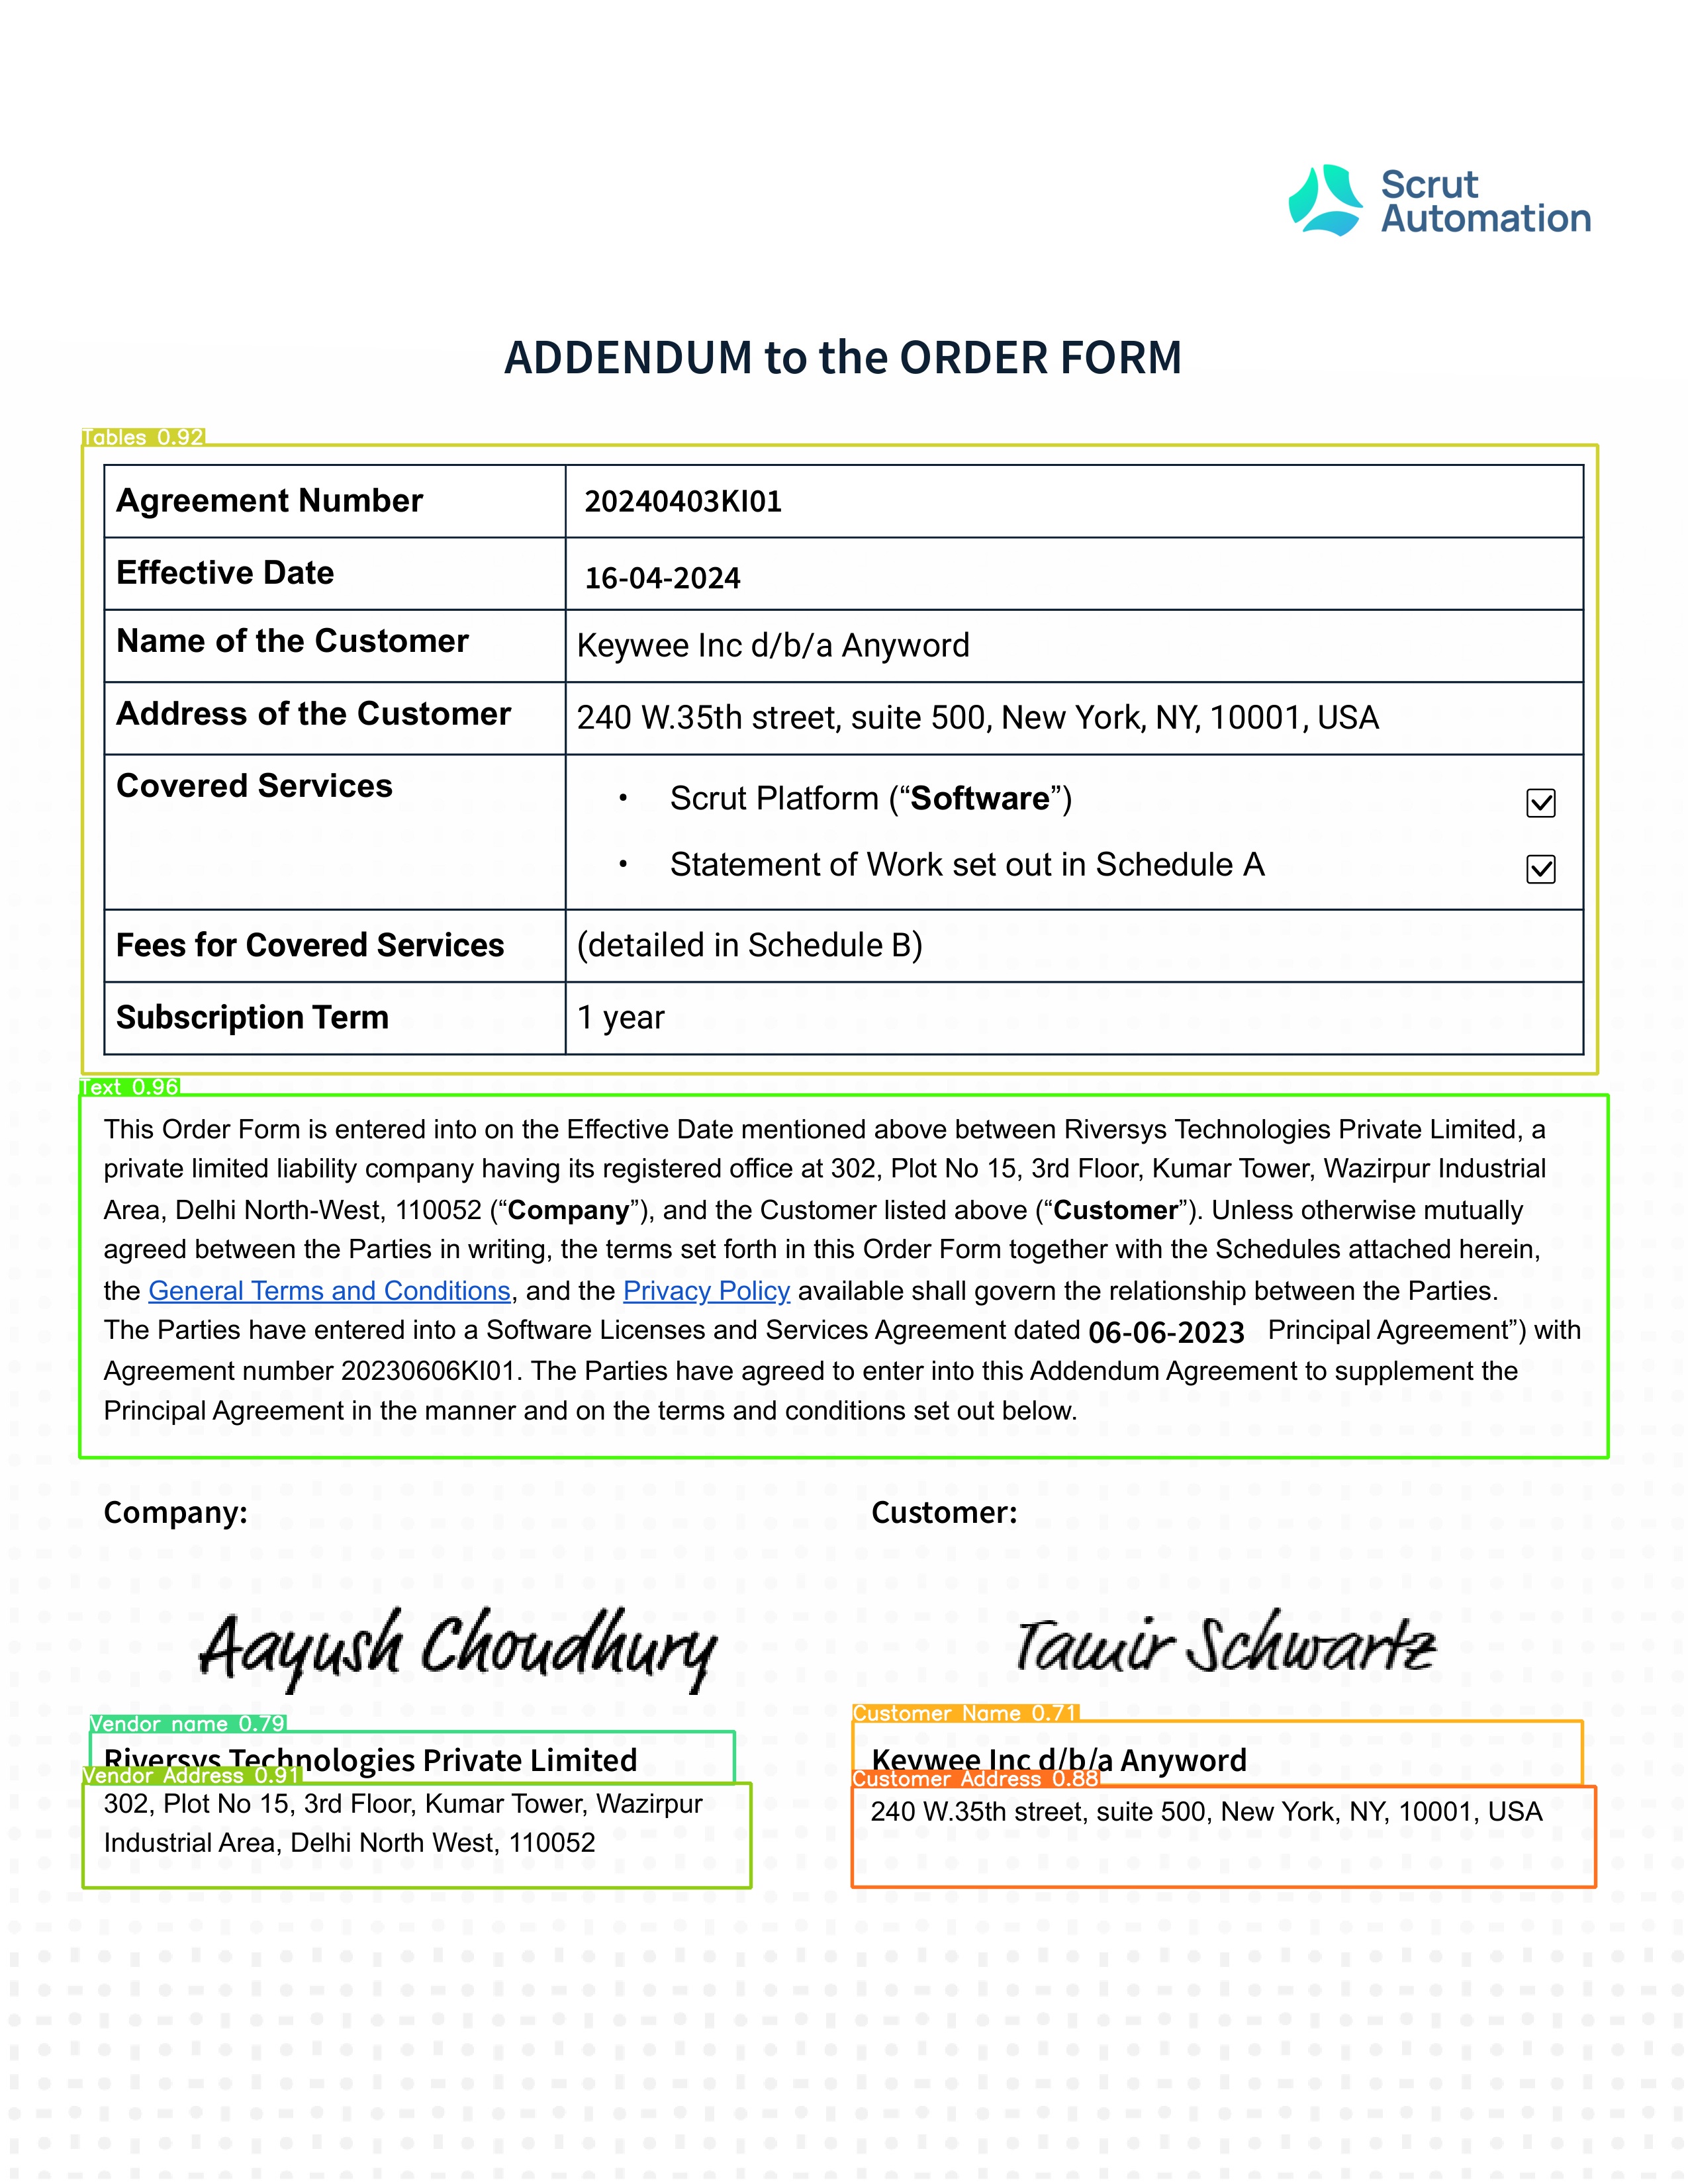 Scrut
Automation
ADDENDUM to the ORDER FORM
Tables 0.92
Agreement Number 20240403KI01
Effective Date 16-04-2024
Name of the Customer Keywee Inc d/b/a Anyword
Address of the Customer 240 W.35th street, suite 500, New York, NY, 10001, USA
Covered Services • Scrut Platform (“Software”) ☑
• Statement of Work set out in Schedule A ☑
Fees for Covered Services (detailed in Schedule B)
Subscription Term 1 year
Text 0.96
This Order Form is entered into on the Effective Date mentioned above between Riversys Technologies Private Limited, a
private limited liability company having its registered office at 302, Plot No 15, 3rd Floor, Kumar Tower, Wazirpur Industrial
Area, Delhi North-West, 110052 (“Company”), and the Customer listed above (“Customer”). Unless otherwise mutually
agreed between the Parties in writing, the terms set forth in this Order Form together with the Schedules attached herein,
the General Terms and Conditions, and the Privacy Policy available shall govern the relationship between the Parties.
The Parties have entered into a Software Licenses and Services Agreement dated 06-06-2023 Principal Agreement”) with
Agreement number 20230606KI01. The Parties have agreed to enter into this Addendum Agreement to supplement the
Principal Agreement in the manner and on the terms and conditions set out below.
Company: Customer:
Aayush Choudhury Tamir Schwartz
Vendor name 0.79 Customer Name 0.71
Riversys Technologies Private Limited Keywee Inc d/b/a Anyword
Vendor Address 0.91 Customer Address 0.88
302, Plot No 15, 3rd Floor, Kumar Tower, Wazirpur 240 W.35th street, suite 500, New York, NY, 10001, USA
Industrial Area, Delhi North West, 110052